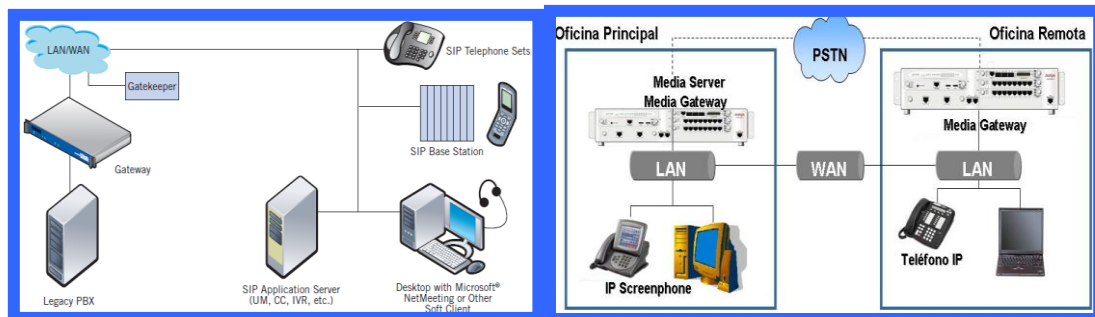 LAN/WAN
Gatekeeper
Gateway
Legacy PBX
SIP Telephone Sets
SIP Base Station
SIP Application Server
(UM, CC, IVR, etc.)
Desktop with Microsoft®
NetMeeting or Other
Soft Client
Oficina Principal
PSTN
Oficina Remota
Media Server
Media Gateway
Media Gateway
LAN
WAN
LAN
IP Screenphone
Teléfono IP